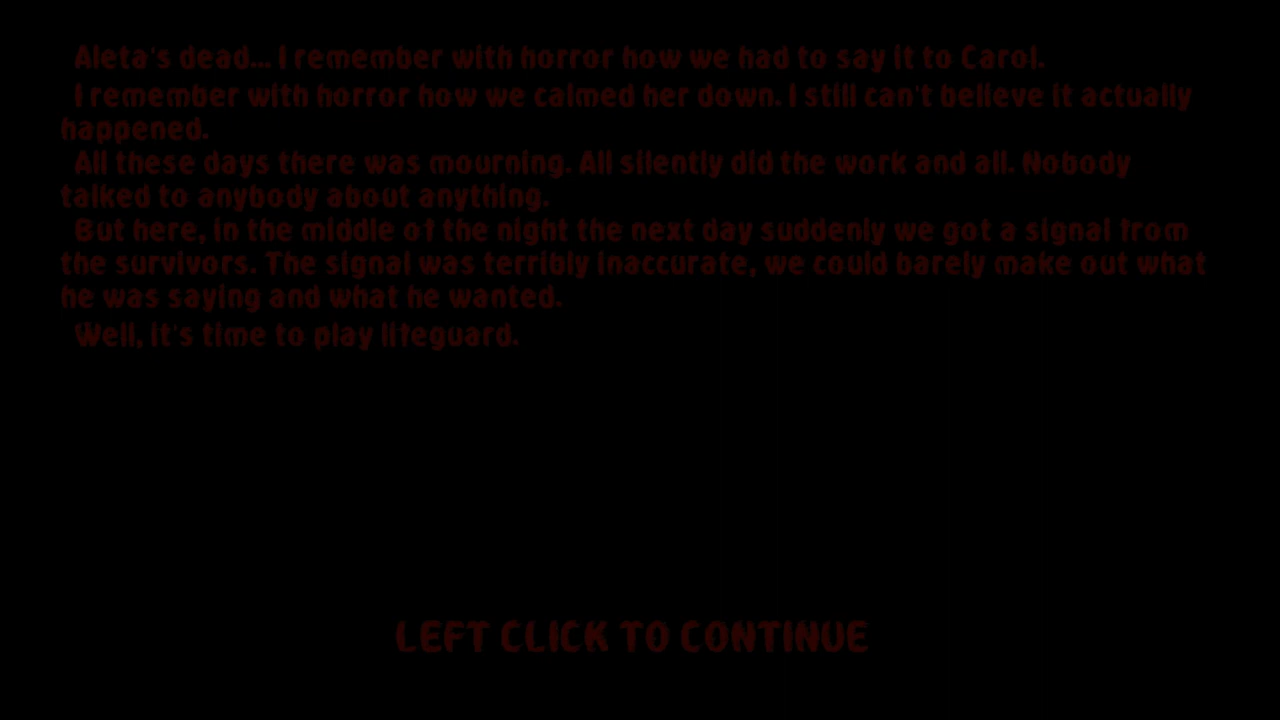 Aleta's dead... I remember with horror how we had to say it to Carol.
I remember with horror how we calmed her down. I still can't believe it actually
happened.
All these days there was mourning. All silently did the work and all. Nobody
talked to anybody about anything.
But here, in the middle of the night the next day suddenly we got a signal from
the survivors. The signal was terribly inaccurate, we could barely make out what
he was saying and what he wanted.
Well, it's time to play lifeguard.
LEFT CLICK TO CONTINUE